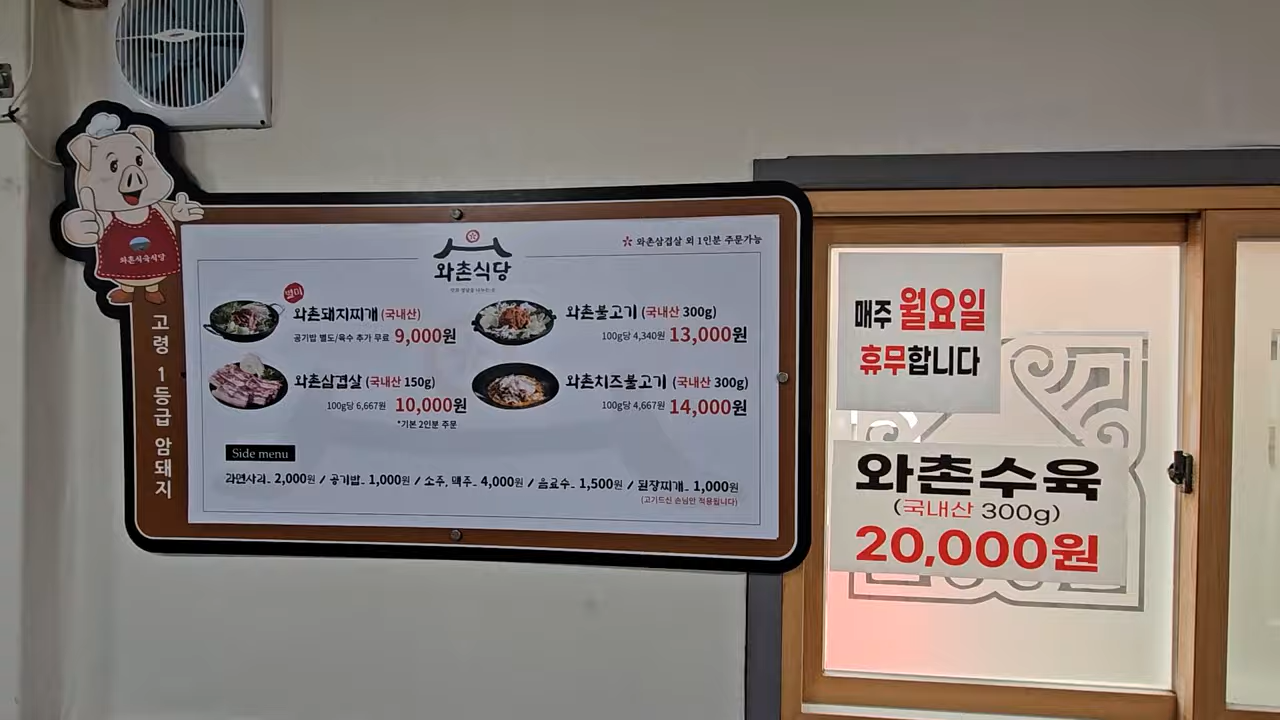 와촌식육식당
고령 1등급 암돼지
와촌식당
와촌삼겹살 외 1인분 주문가능
별미
와촌돼지찌개 (국내산)
공기밥 별도/육수 추가 무료 9,000원
와촌삼겹살 (국내산 150g)
100g당 6,667원 10,000원
*기본 2인분 주문
와촌불고기 (국내산 300g)
100g당 4,340원 13,000원
와촌치즈불고기 (국내산 300g)
100g당 4,667원 14,000원
Side menu
라면사리_ 2,000원 / 공기밥_ 1,000원 / 소주, 맥주_ 4,000원 / 음료수_ 1,500원 / 된장찌개_ 1,000원
(고기드신 손님만 적용됩니다)
매주 월요일
휴무합니다
와촌수육
(국내산 300g)
20,000원